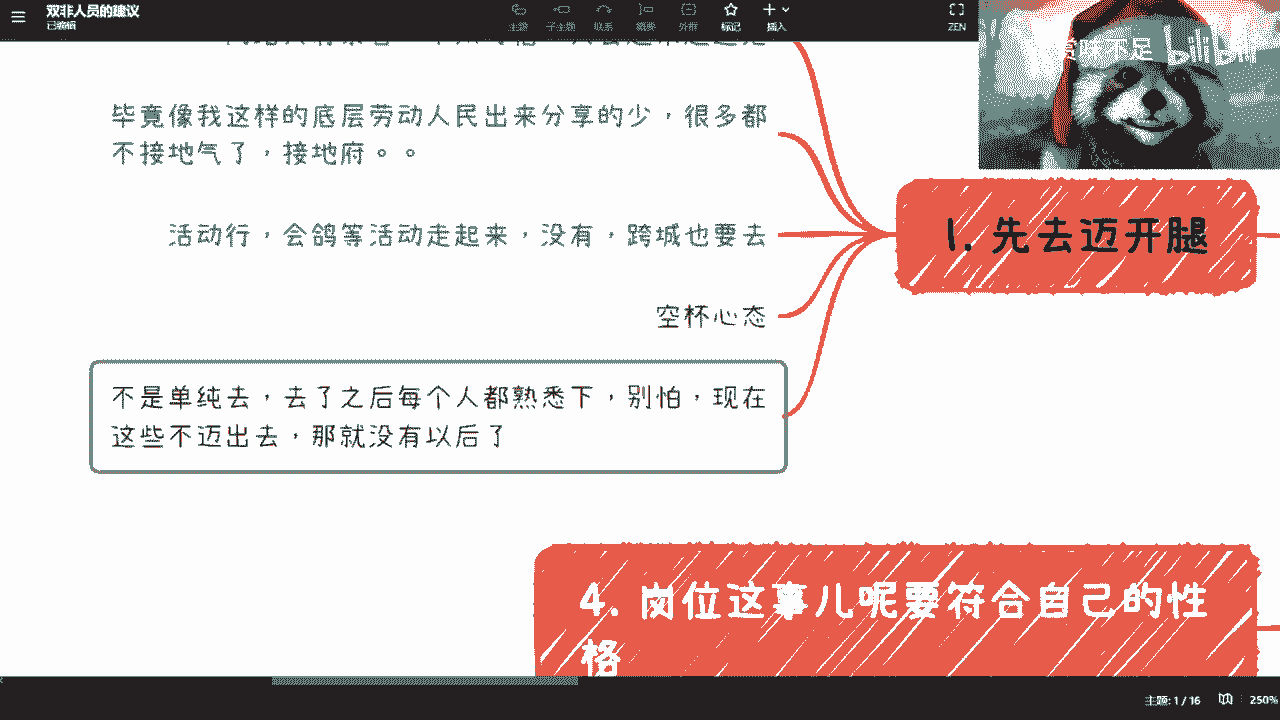 双非人员的建议
已编辑
主题
子主题
联系
概要
外框
标记
插入
ZEN
bilibili
毕竟像我这样的底层劳动人民出来分享的少，很多都
不接地气了，接地府。。
活动行，会鸽等活动走起来，没有，跨城也要去
空杯心态
不是单纯去，去了之后每个人都熟悉下，别怕，现在
这些不迈出去，那就没有以后了
1. 先去迈开腿
4. 岗位这事儿呢要符合自己的性
格
主题: 1 / 16
250%